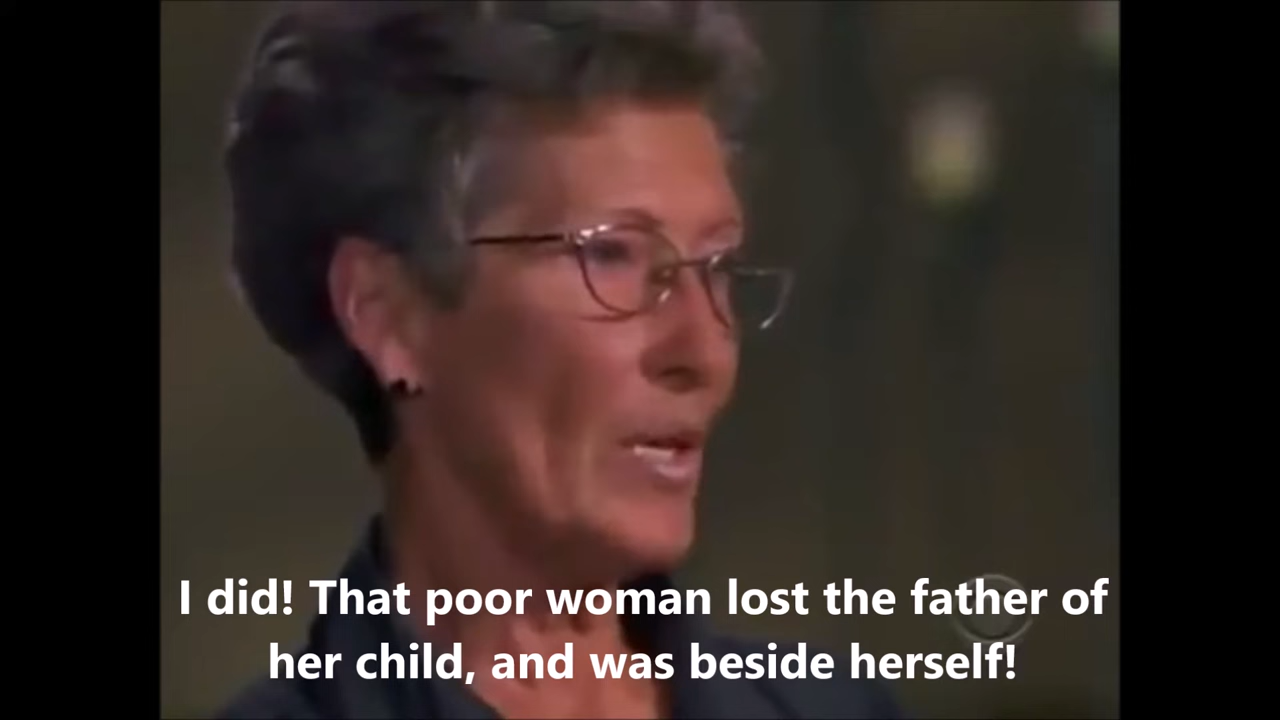 I did! That poor woman lost the father of
her child, and was beside herself!